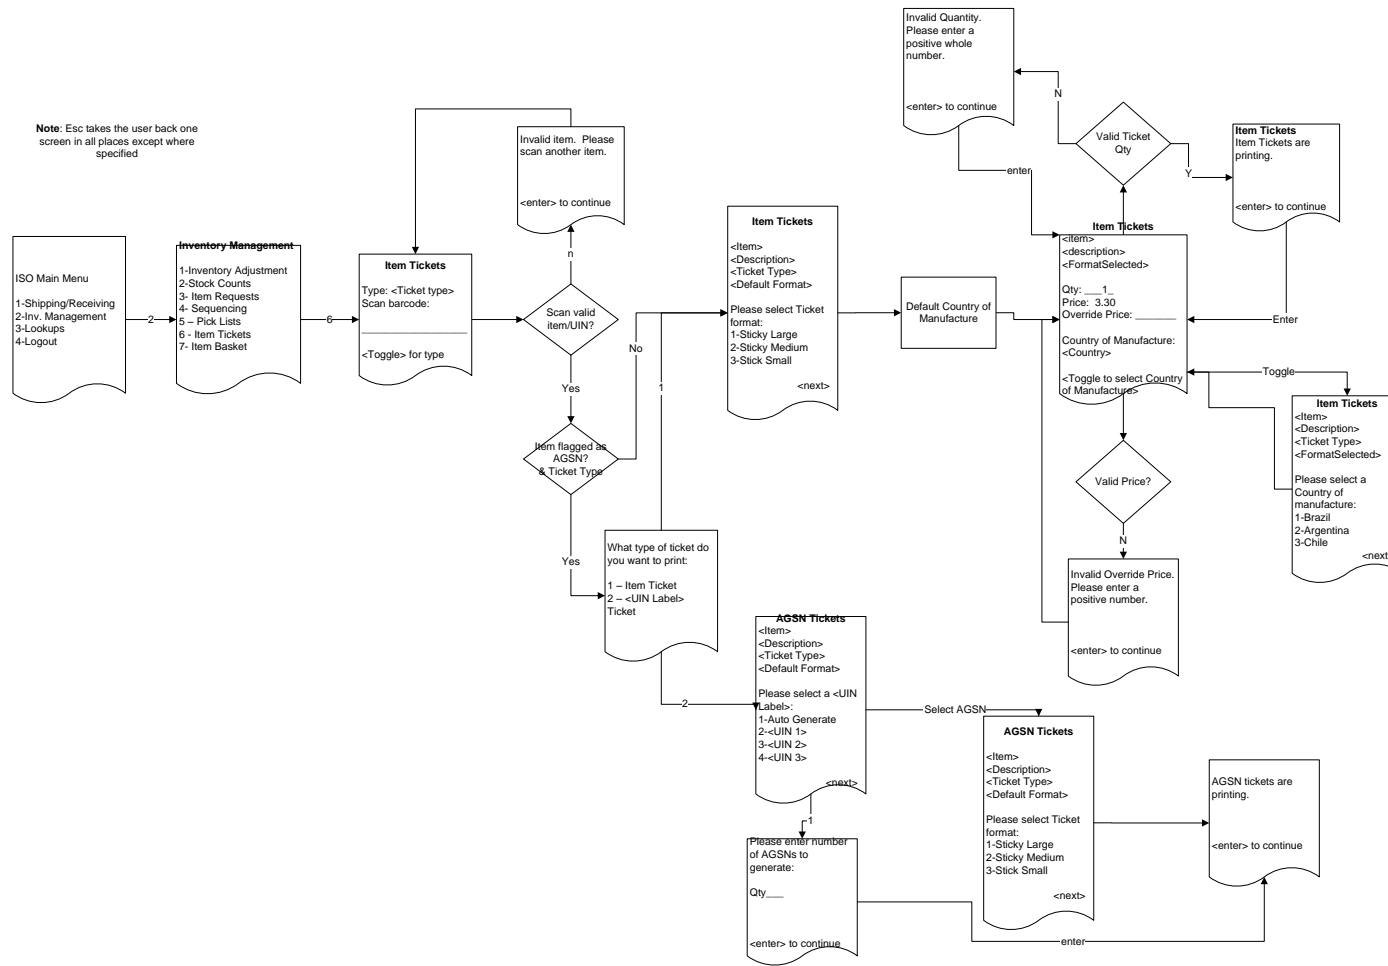 Note: Esc takes the user back one
screen in all places except where
specified
ISO Main Menu
1-Shipping/Receiving
2-Inv. Management
3-Lookups
4-Logout
2
Inventory Management
1-Inventory Adjustment
2-Stock Counts
3- Item Requests
4- Sequencing
5 – Pick Lists
6 - Item Tickets
7- Item Basket
6
Item Tickets
Type: <Ticket type>
Scan barcode:
___________________
<Toggle> for type
Invalid item.  Please
scan another item.
<enter> to continue
n
Scan valid
item/UIN?
Yes
Item flagged as
AGSN?
& Ticket Type
No
Yes
What type of ticket do
you want to print:
1 – Item Ticket
2 – <UIN Label>
Ticket
1
2
Item Tickets
<Item>
<Description>
<Ticket Type>
<Default Format>
Please select Ticket
format:
1-Sticky Large
2-Sticky Medium
3-Stick Small
<next>
Default Country of
Manufacture
Invalid Quantity.
Please enter a
positive whole
number.
<enter> to continue
N
enter
Valid Ticket
Qty
Y
Item Tickets
Item Tickets are
printing.
<enter> to continue
Enter
Item Tickets
<item>
<description>
<FormatSelected>
Qty: ___1_
Price:  3.30
Override Price: _______
Country of Manufacture:
<Country>
<Toggle to select Country
of Manufacture>
Toggle
Item Tickets
<Item>
<Description>
<Ticket Type>
<FormatSelected>
Please select a
Country of
manufacture:
1-Brazil
2-Argentina
3-Chile
<next
Valid Price?
N
Invalid Override Price.
Please enter a
positive number.
<enter> to continue
AGSN Tickets
<Item>
<Description>
<Ticket Type>
<Default Format>
Please select a <UIN
Label>:
1-Auto Generate
2-<UIN 1>
3-<UIN 2>
4-<UIN 3>
<next>
Select AGSN
1
Please enter number
of AGSNs to
generate:
Qty___
<enter> to continue
AGSN Tickets
<Item>
<Description>
<Ticket Type>
<Default Format>
Please select Ticket
format:
1-Sticky Large
2-Sticky Medium
3-Stick Small
<next>
enter
AGSN tickets are
printing.
<enter> to continue